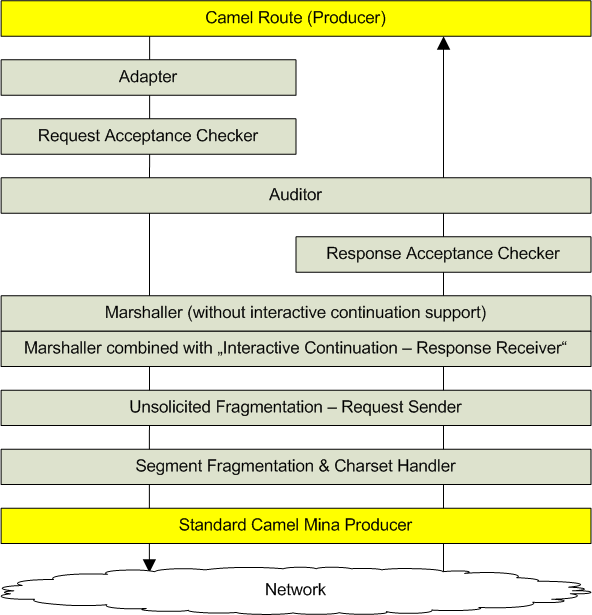 Camel Route (Producer)
Adapter
Request Acceptance Checker
Auditor
Response Acceptance Checker
Marshaller (without interactive continuation support)
Marshaller combined with „Interactive Continuation – Response Receiver“
Unsolicited Fragmentation – Request Sender
Segment Fragmentation & Charset Handler
Standard Camel Mina Producer
Network